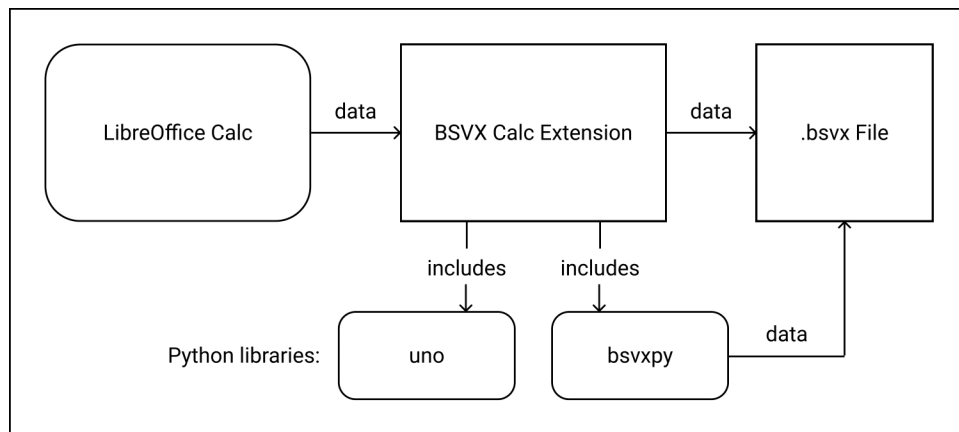 data
data
LibreOffice Calc
BSVX Calc Extension
.bsvx File
includes
includes
data
Python libraries:
uno
bsvxpy